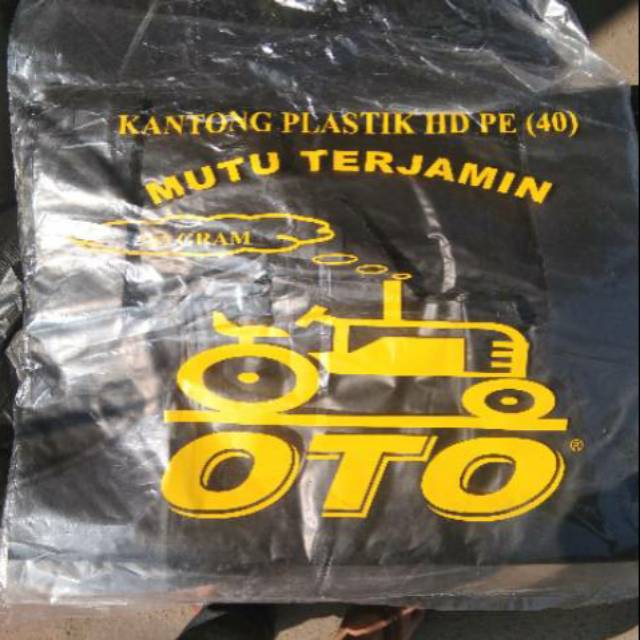 KANTONG PLASTIK HD PE (40)
MUTU TERJAMIN
GRAM
OTO®